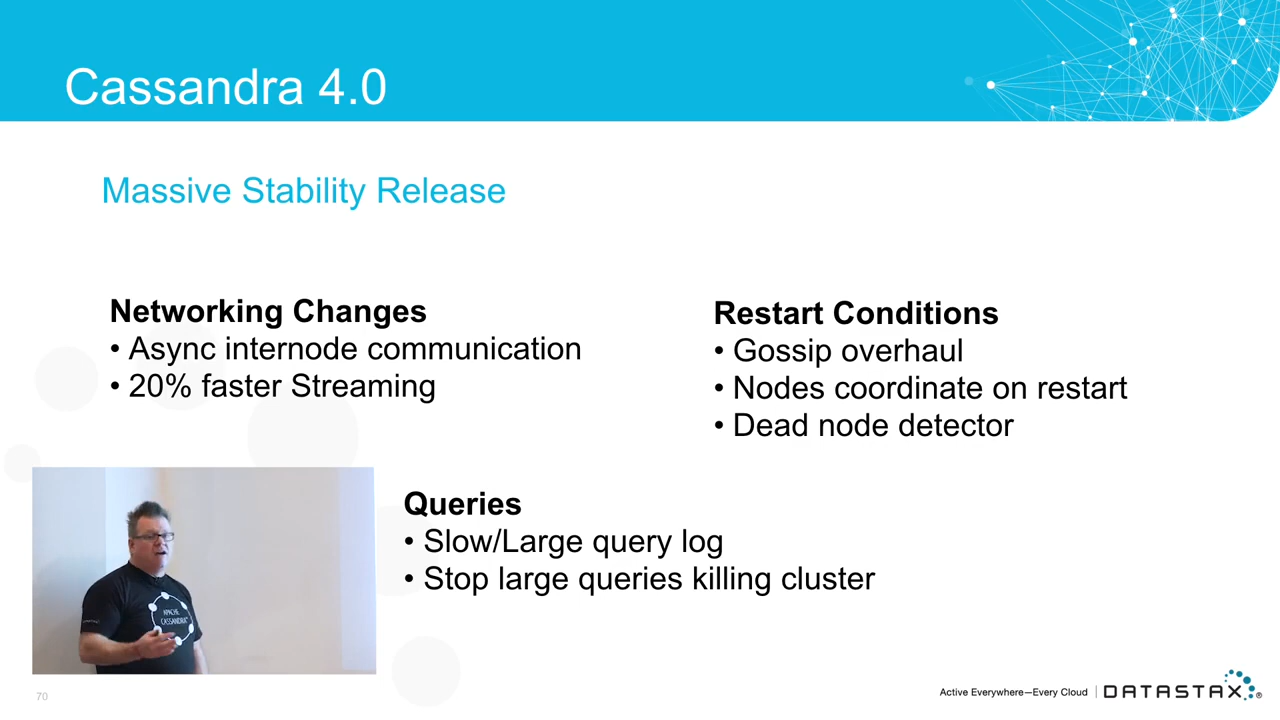 Cassandra 4.0
Massive Stability Release
Networking Changes
• Async internode communication
• 20% faster Streaming
Restart Conditions
• Gossip overhaul
• Nodes coordinate on restart
• Dead node detector
Queries
• Slow/Large query log
• Stop large queries killing cluster
APACHE
CASSANDRA
70
Active Everywhere—Every Cloud | DATASTAX®